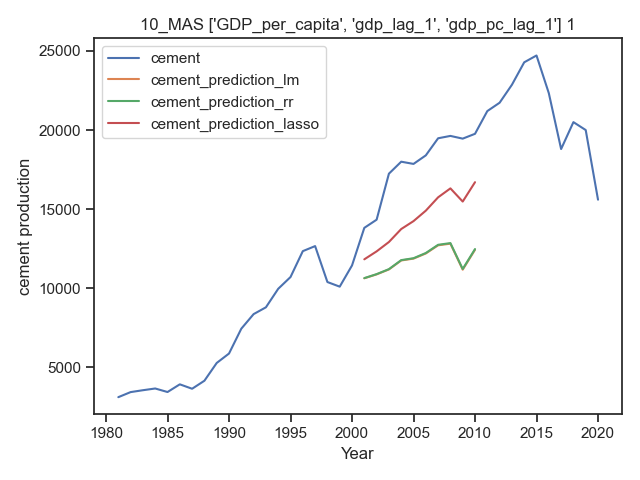 10_MAS ['GDP_per_capita', 'gdp_lag_1', 'gdp_pc_lag_1'] 1
cement
cement_prediction_lm
cement_prediction_rr
cement_prediction_lasso
cement production
25000
20000
15000
10000
5000
1980 1985 1990 1995 2000 2005 2010 2015 2020
Year